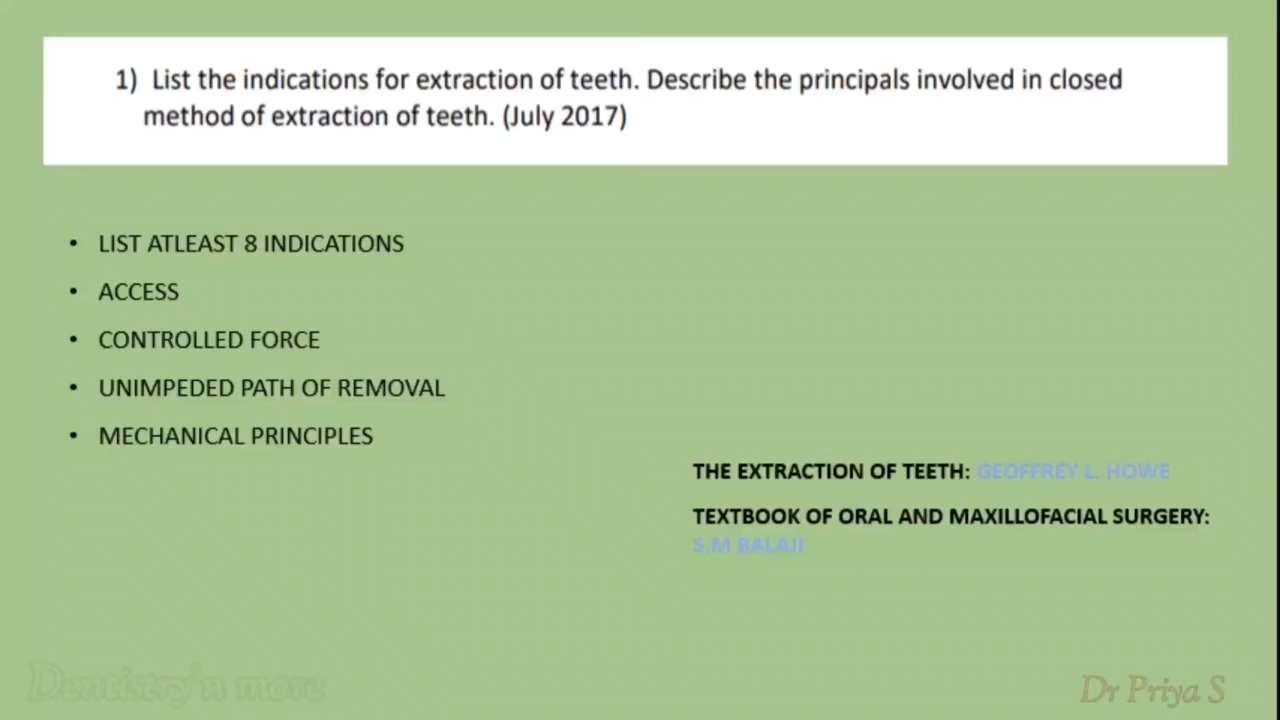 1) List the indications for extraction of teeth. Describe the principals involved in closed
method of extraction of teeth. (July 2017)
• LIST ATLEAST 8 INDICATIONS
• ACCESS
• CONTROLLED FORCE
• UNIMPEDED PATH OF REMOVAL
• MECHANICAL PRINCIPLES
THE EXTRACTION OF TEETH: GEOFFREY L. HOWE
TEXTBOOK OF ORAL AND MAXILLOFACIAL SURGERY:
S.M BALAJI
Dentistry'n more
Dr Priya S